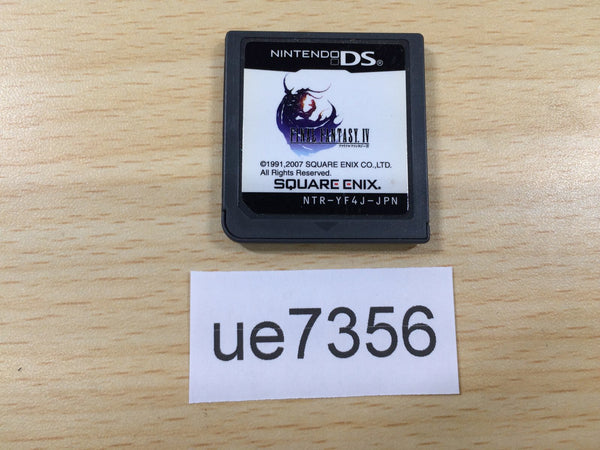 NINTENDO DS®
FINAL FANTASY IV
©1991,2007 SQUARE ENIX CO.,LTD.
All Rights Reserved.
SQUARE ENIX®
NTR-YF4J-JPN
ue7356